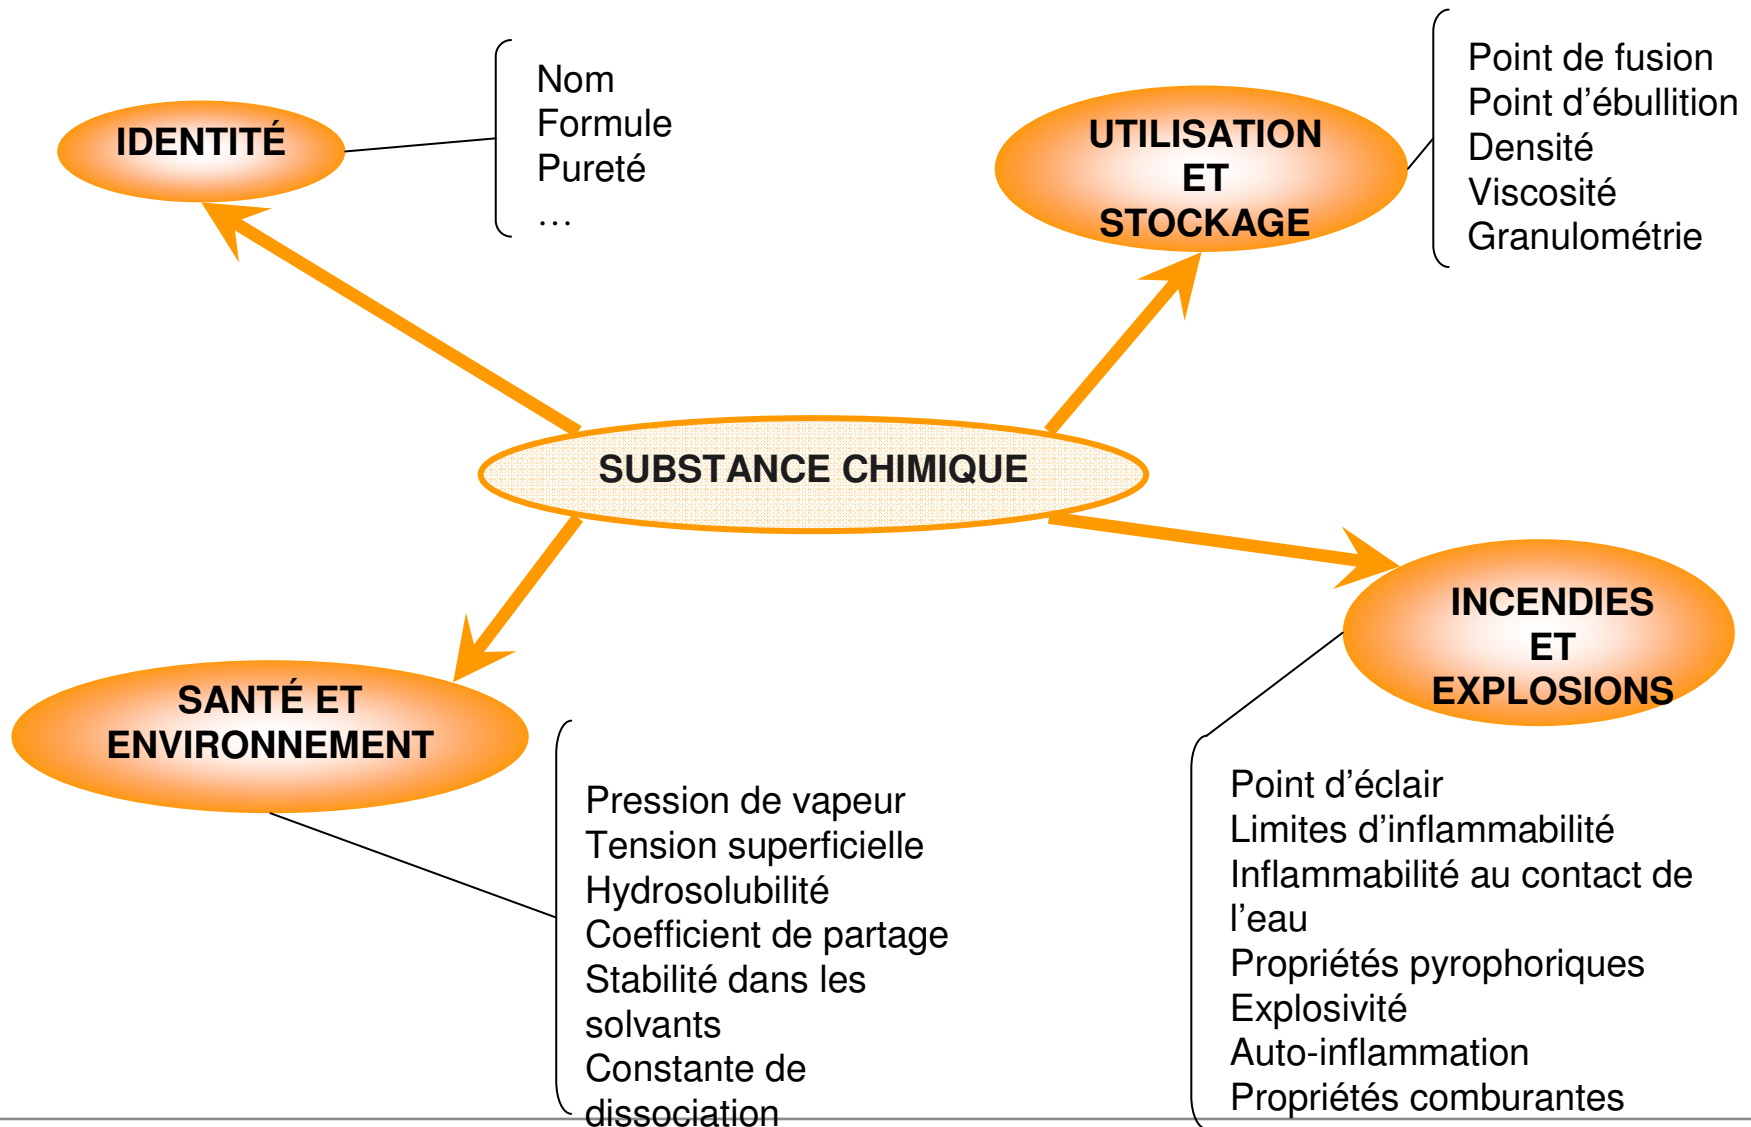 IDENTITÉ
Nom
Formule
Pureté
…
UTILISATION
ET
STOCKAGE
Point de fusion
Point d’ébullition
Densité
Viscosité
Granulométrie
SUBSTANCE CHIMIQUE
SANTÉ ET
ENVIRONNEMENT
Pression de vapeur
Tension superficielle
Hydrosolubilité
Coefficient de partage
Stabilité dans les
solvants
Constante de
dissociation
INCENDIES
ET
EXPLOSIONS
Point d’éclair
Limites d’inflammabilité
Inflammabilité au contact de
l’eau
Propriétés pyrophoriques
Explosivité
Auto-inflammation
Propriétés comburantes